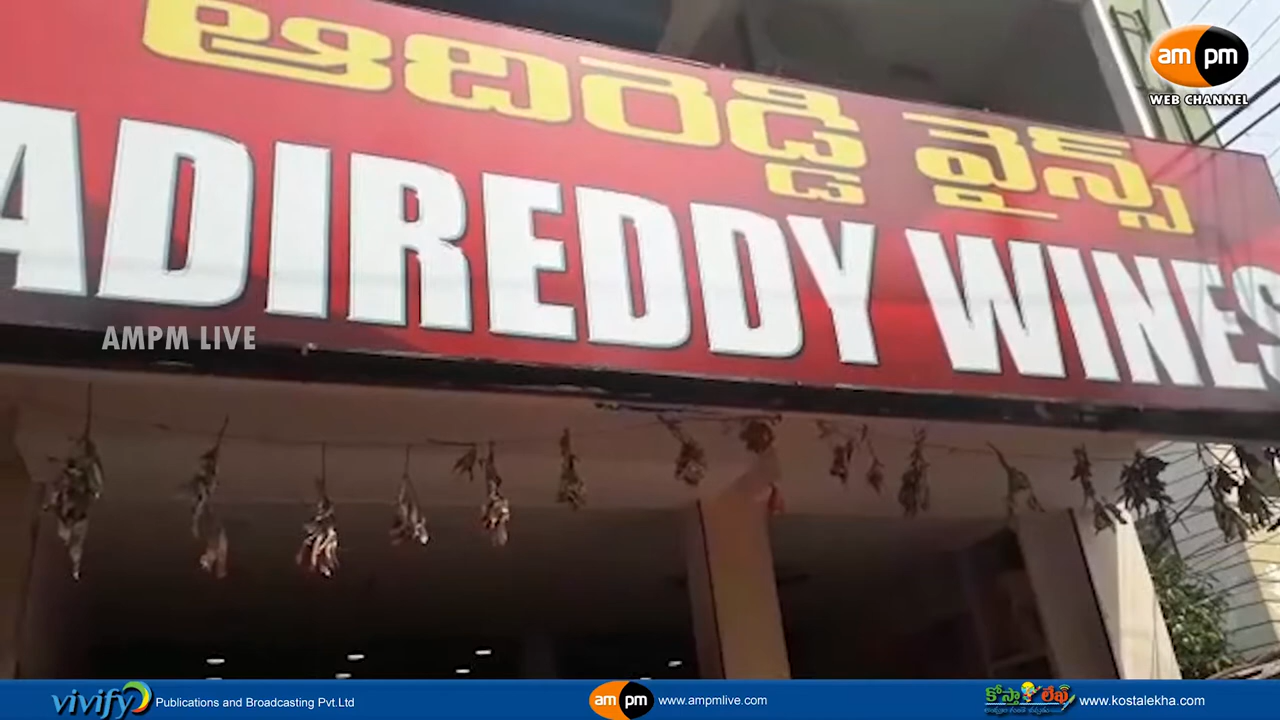 ఆదిరెడ్డి వైన్స్
ADIREDDY WINES
am pm
WEB CHANNEL
AMPM LIVE
vivify Publications and Broadcasting Pvt.Ltd
am pm www.ampmlive.com
కోస్తా లేఖ www.kostalekha.com